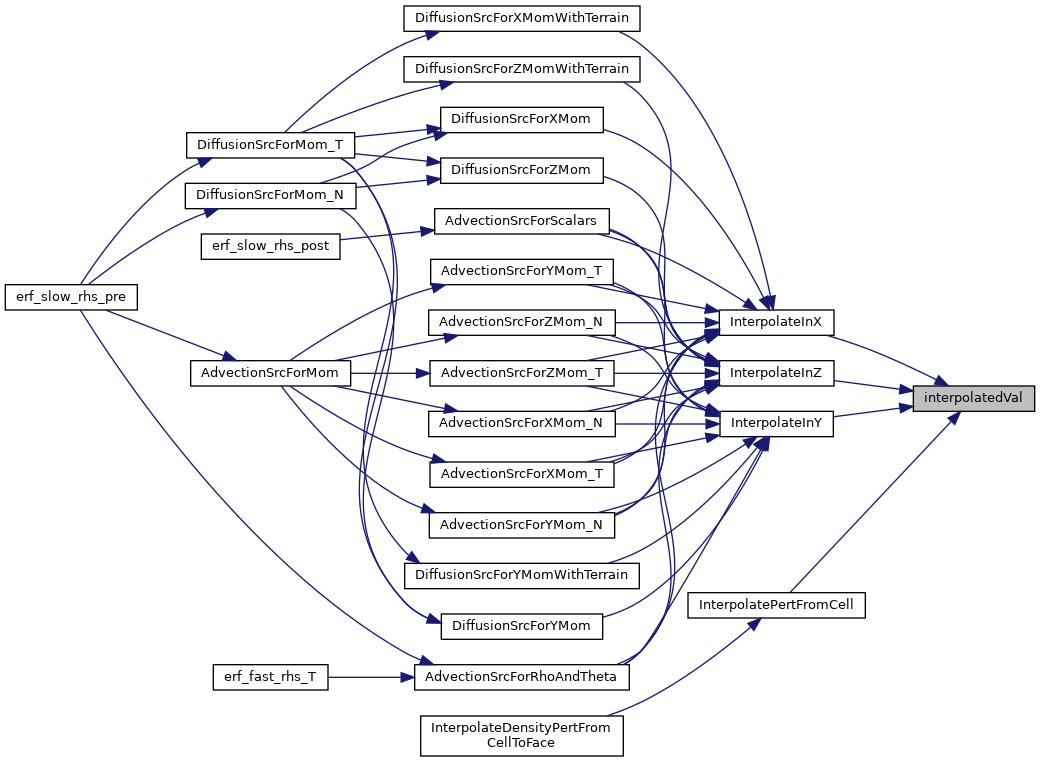 DiffusionSrcForXMomWithTerrain
DiffusionSrcForZMomWithTerrain
DiffusionSrcForXMom
DiffusionSrcForMom_T
DiffusionSrcForZMom
DiffusionSrcForMom_N
AdvectionSrcForScalars
erf_slow_rhs_post
AdvectionSrcForYMom_T
erf_slow_rhs_pre
AdvectionSrcForZMom_N
InterpolateInX
AdvectionSrcForMom
AdvectionSrcForZMom_T
InterpolateInZ
interpolatedVal
AdvectionSrcForXMom_N
InterpolateInY
AdvectionSrcForXMom_T
AdvectionSrcForYMom_N
DiffusionSrcForYMomWithTerrain
InterpolatePertFromCell
DiffusionSrcForYMom
erf_fast_rhs_T
AdvectionSrcForRhoAndTheta
InterpolateDensityPertFrom
CellToFace